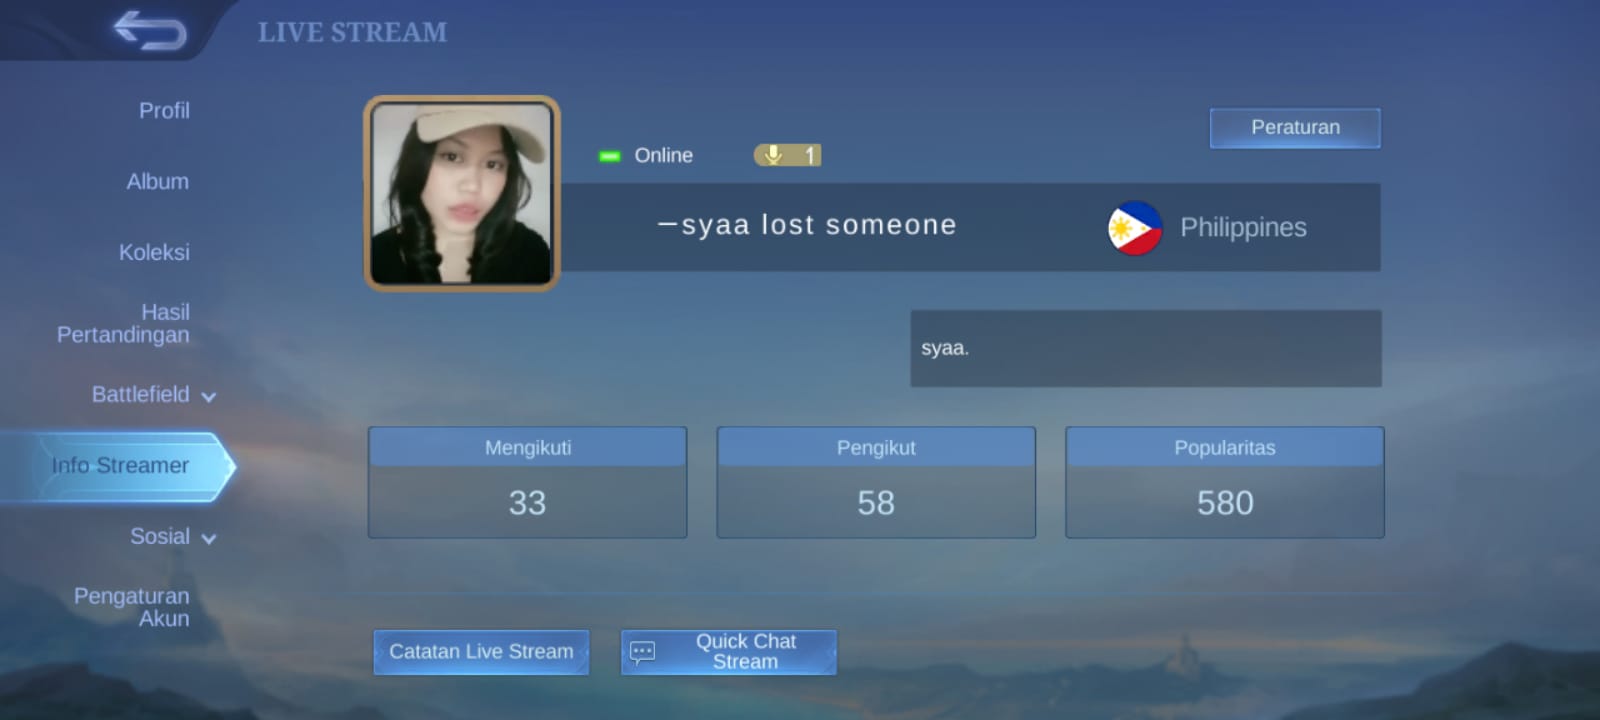 LIVE STREAM
Profil
Album
Koleksi
Hasil
Pertandingan
Battlefield
Info Streamer
Sosial
Pengaturan
Akun
Online
1
Peraturan
—syaa lost someone
Philippines
syaa.
Mengikuti
33
Pengikut
58
Popularitas
580
Catatan Live Stream
Quick Chat
Stream